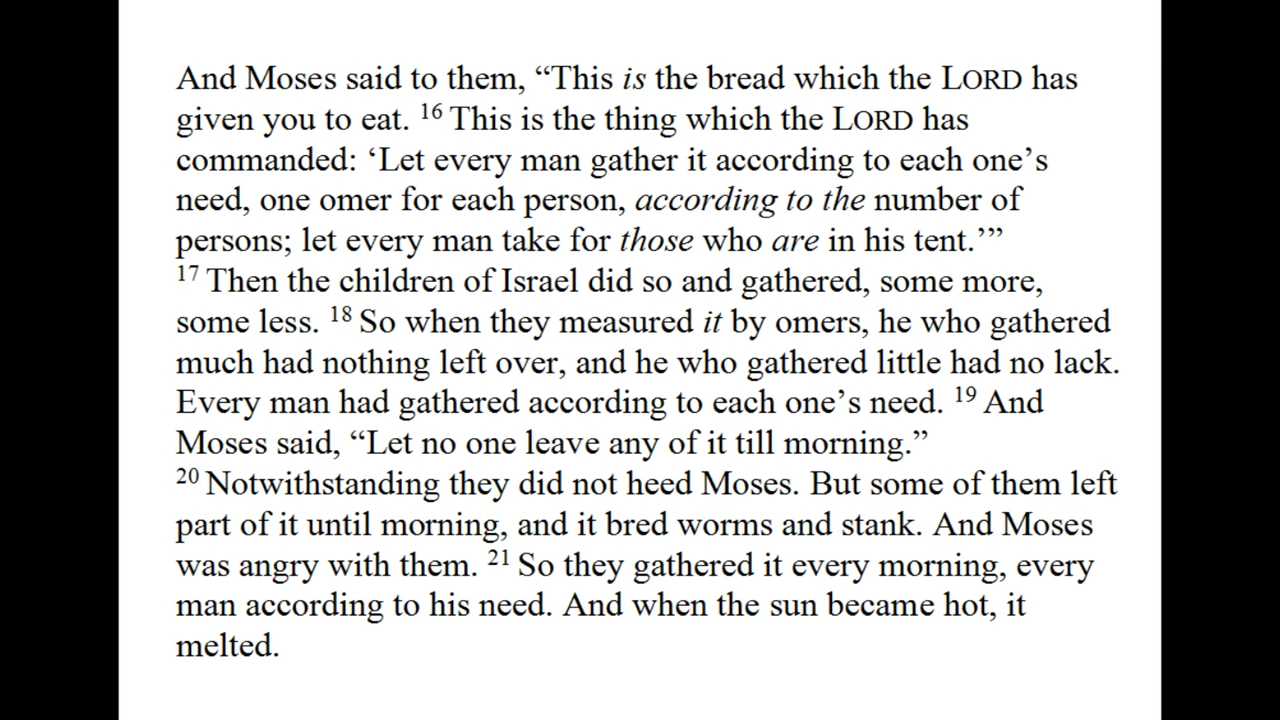 And Moses said to them, “This is the bread which the LORD has
given you to eat. 16 This is the thing which the LORD has
commanded: ‘Let every man gather it according to each one’s
need, one omer for each person, according to the number of
persons; let every man take for those who are in his tent.’”
17 Then the children of Israel did so and gathered, some more,
some less. 18 So when they measured it by omers, he who gathered
much had nothing left over, and he who gathered little had no lack.
Every man had gathered according to each one’s need. 19 And
Moses said, “Let no one leave any of it till morning.”
20 Notwithstanding they did not heed Moses. But some of them left
part of it until morning, and it bred worms and stank. And Moses
was angry with them. 21 So they gathered it every morning, every
man according to his need. And when the sun became hot, it
melted.